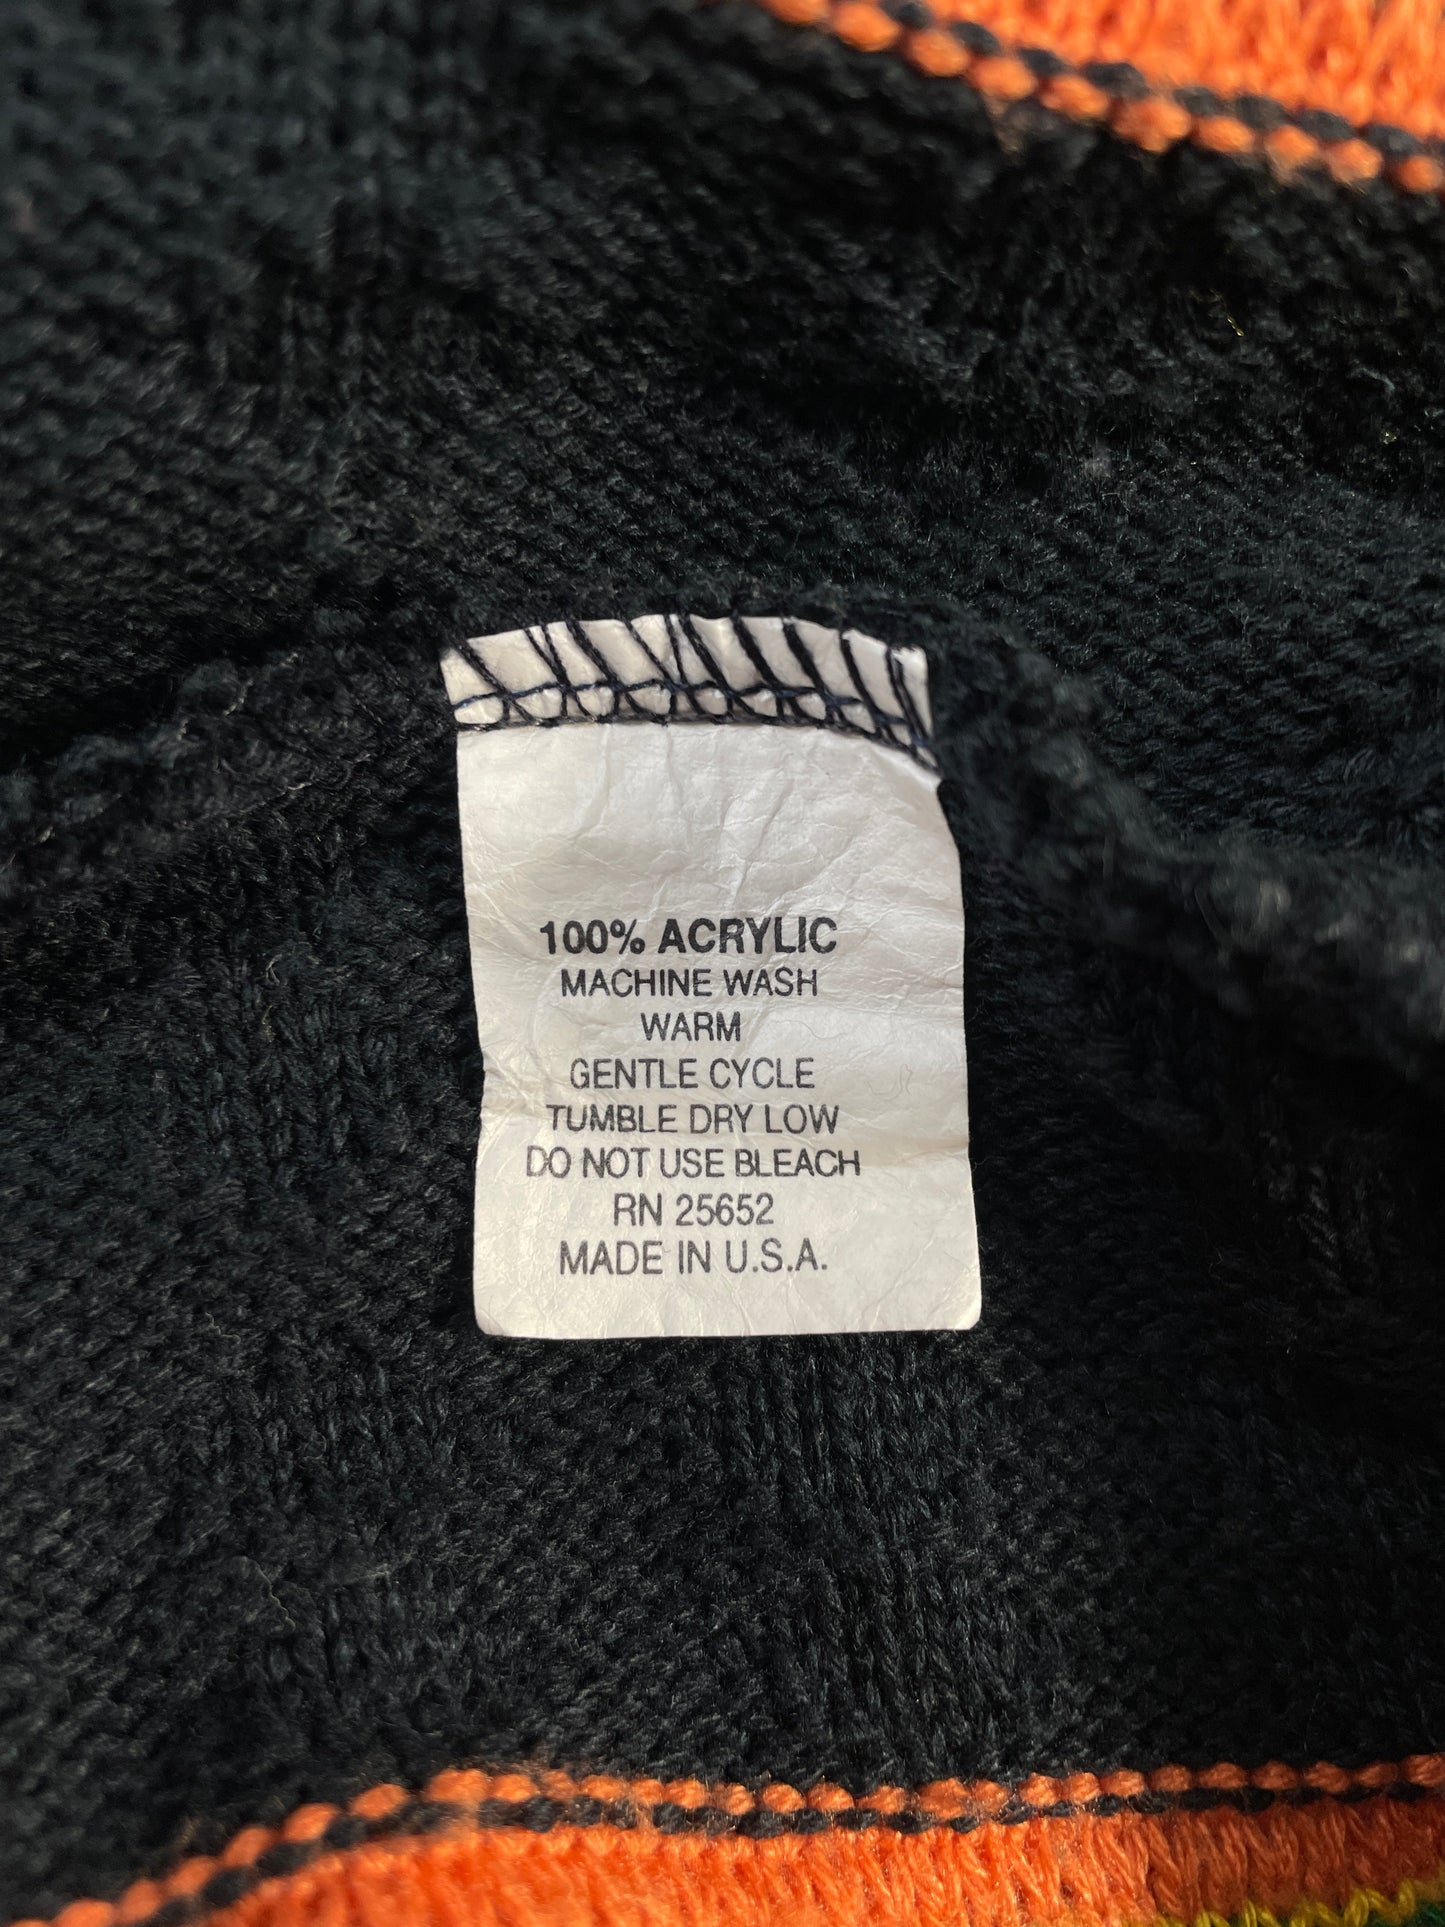 100% ACRYLIC
MACHINE WASH
WARM
GENTLE CYCLE
TUMBLE DRY LOW
DO NOT USE BLEACH
RN 25652
MADE IN U.S.A.